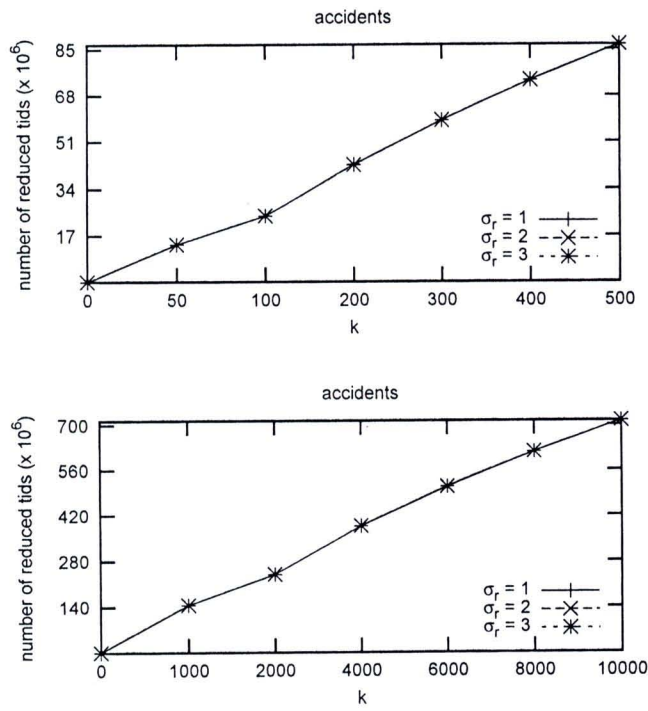 accidents
number of reduced tids (x 10⁶)
85
68
51
34
17
σr = 1
σr = 2
σr = 3
0 50 100 200 300 400 500
k
accidents
number of reduced tids (x 10⁶)
700
560
420
280
140
σr = 1
σr = 2
σr = 3
0 1000 2000 4000 6000 8000 10000
k